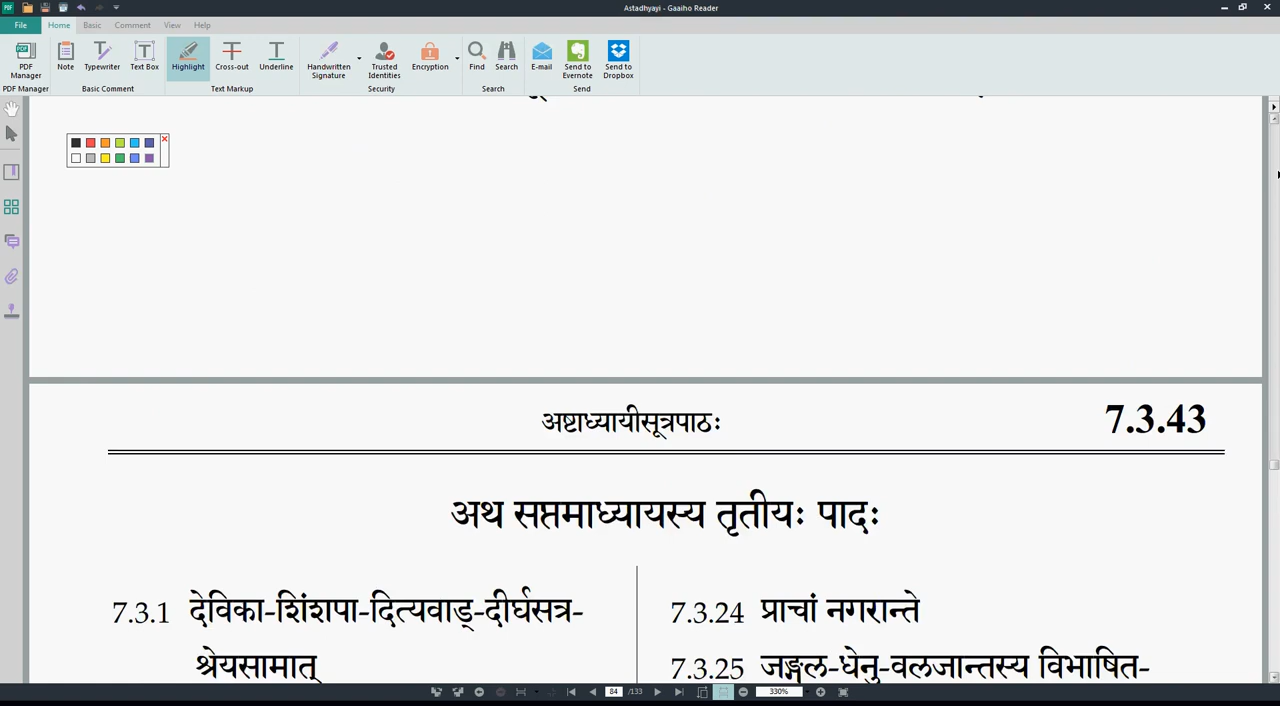 Astadhyayi - Gaaiho Reader
File Home Basic Comment View Help
PDF Manager Note Typewriter Text Box Highlight Cross-out Underline Handwritten Signature Trusted Identities Encryption Find Search E-mail Send to Evernote Send to Dropbox
PDF Manager Basic Comment Text Markup Security Search Send
अष्टाध्यायीसूत्रपाठः 7.3.43
अथ सप्तमाध्यायस्य तृतीयः पादः
7.3.1 देविका-शिंशपा-दित्यवाड्-दीर्घसत्र-
श्रेयसामात्
7.3.24 प्राचां नगरान्ते
7.3.25 जङ्गल-धेनु-वलजान्तस्य विभाषित-
84 /133 330%